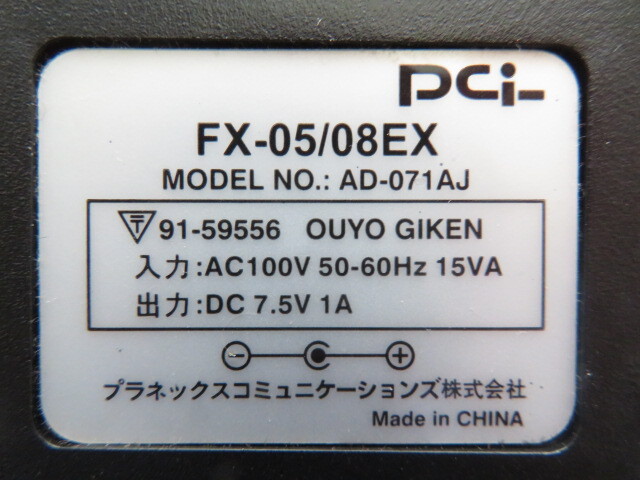 PCi
FX-05/08EX
MODEL NO.: AD-071AJ
〒 91-59556 OUYO GIKEN
入力:AC100V 50-60Hz 15VA
出力:DC 7.5V 1A
プラネックスコミュニケーションズ株式会社
Made in CHINA